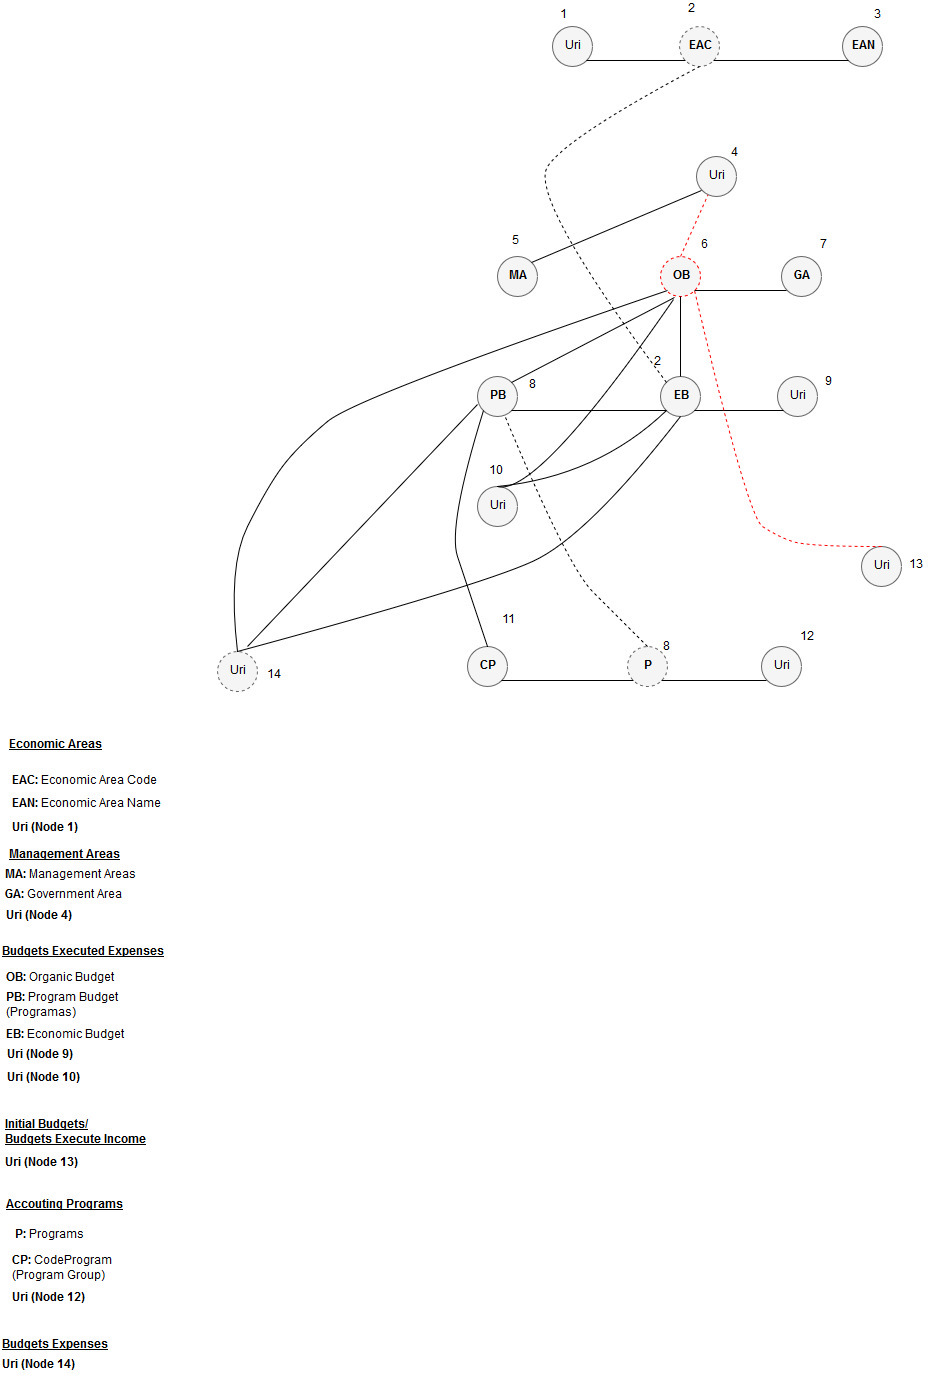 1
2
3
Uri
EAC
EAN
4
Uri
5
6
7
MA
OB
GA
2
8
9
PB
EB
Uri
10
Uri
13
Uri
11
12
8
14
Uri
CP
P
Uri
Economic Areas
EAC: Economic Area Code
EAN: Economic Area Name
Uri (Node 1)
Management Areas
MA: Management Areas
GA: Government Area
Uri (Node 4)
Budgets Executed Expenses
OB: Organic Budget
PB: Program Budget
(Programas)
EB: Economic Budget
Uri (Node 9)
Uri (Node 10)
Initial Budgets/
Budgets Execute Income
Uri (Node 13)
Accouting Programs
P: Programs
CP: CodeProgram
(Program Group)
Uri (Node 12)
Budgets Expenses
Uri (Node 14)